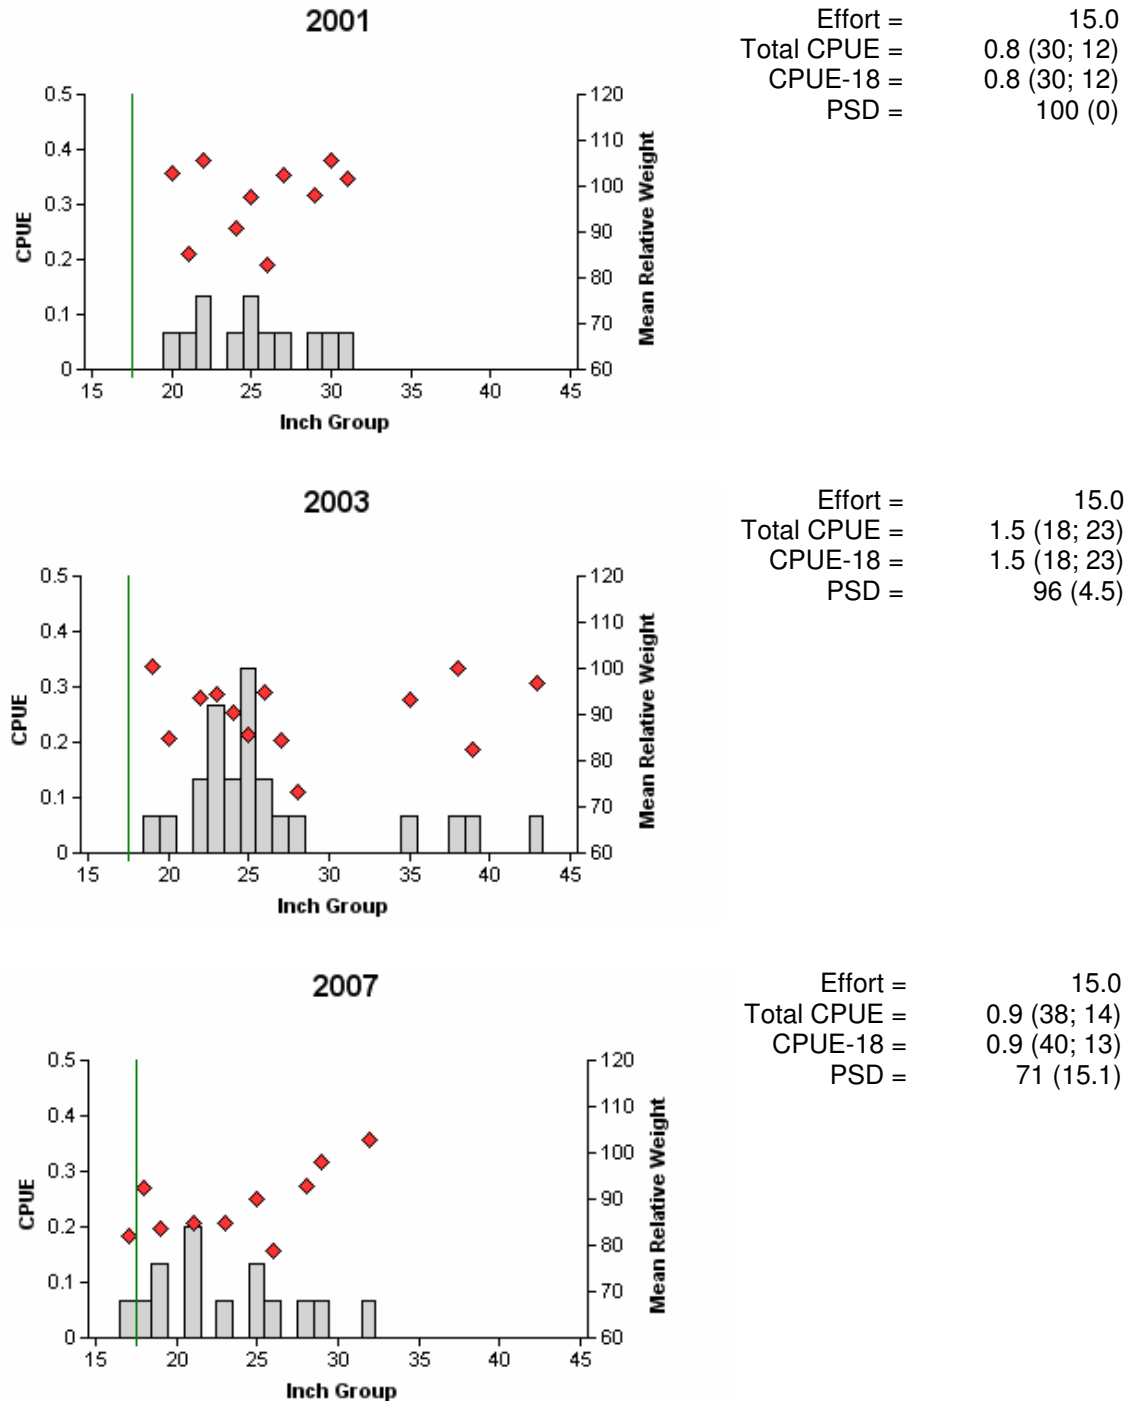 2001
Effort = 15.0
Total CPUE = 0.8 (30; 12)
CPUE-18 = 0.8 (30; 12)
PSD = 100 (0)
0.5
0.4
0.3
0.2
0.1
0
CPUE
120
110
100
90
80
70
60
Mean Relative Weight
15 20 25 30 35 40 45
Inch Group
2003
Effort = 15.0
Total CPUE = 1.5 (18; 23)
CPUE-18 = 1.5 (18; 23)
PSD = 96 (4.5)
0.5
0.4
0.3
0.2
0.1
0
CPUE
120
110
100
90
80
70
60
Mean Relative Weight
15 20 25 30 35 40 45
Inch Group
2007
Effort = 15.0
Total CPUE = 0.9 (38; 14)
CPUE-18 = 0.9 (40; 13)
PSD = 71 (15.1)
0.5
0.4
0.3
0.2
0.1
0
CPUE
120
110
100
90
80
70
60
Mean Relative Weight
15 20 25 30 35 40 45
Inch Group